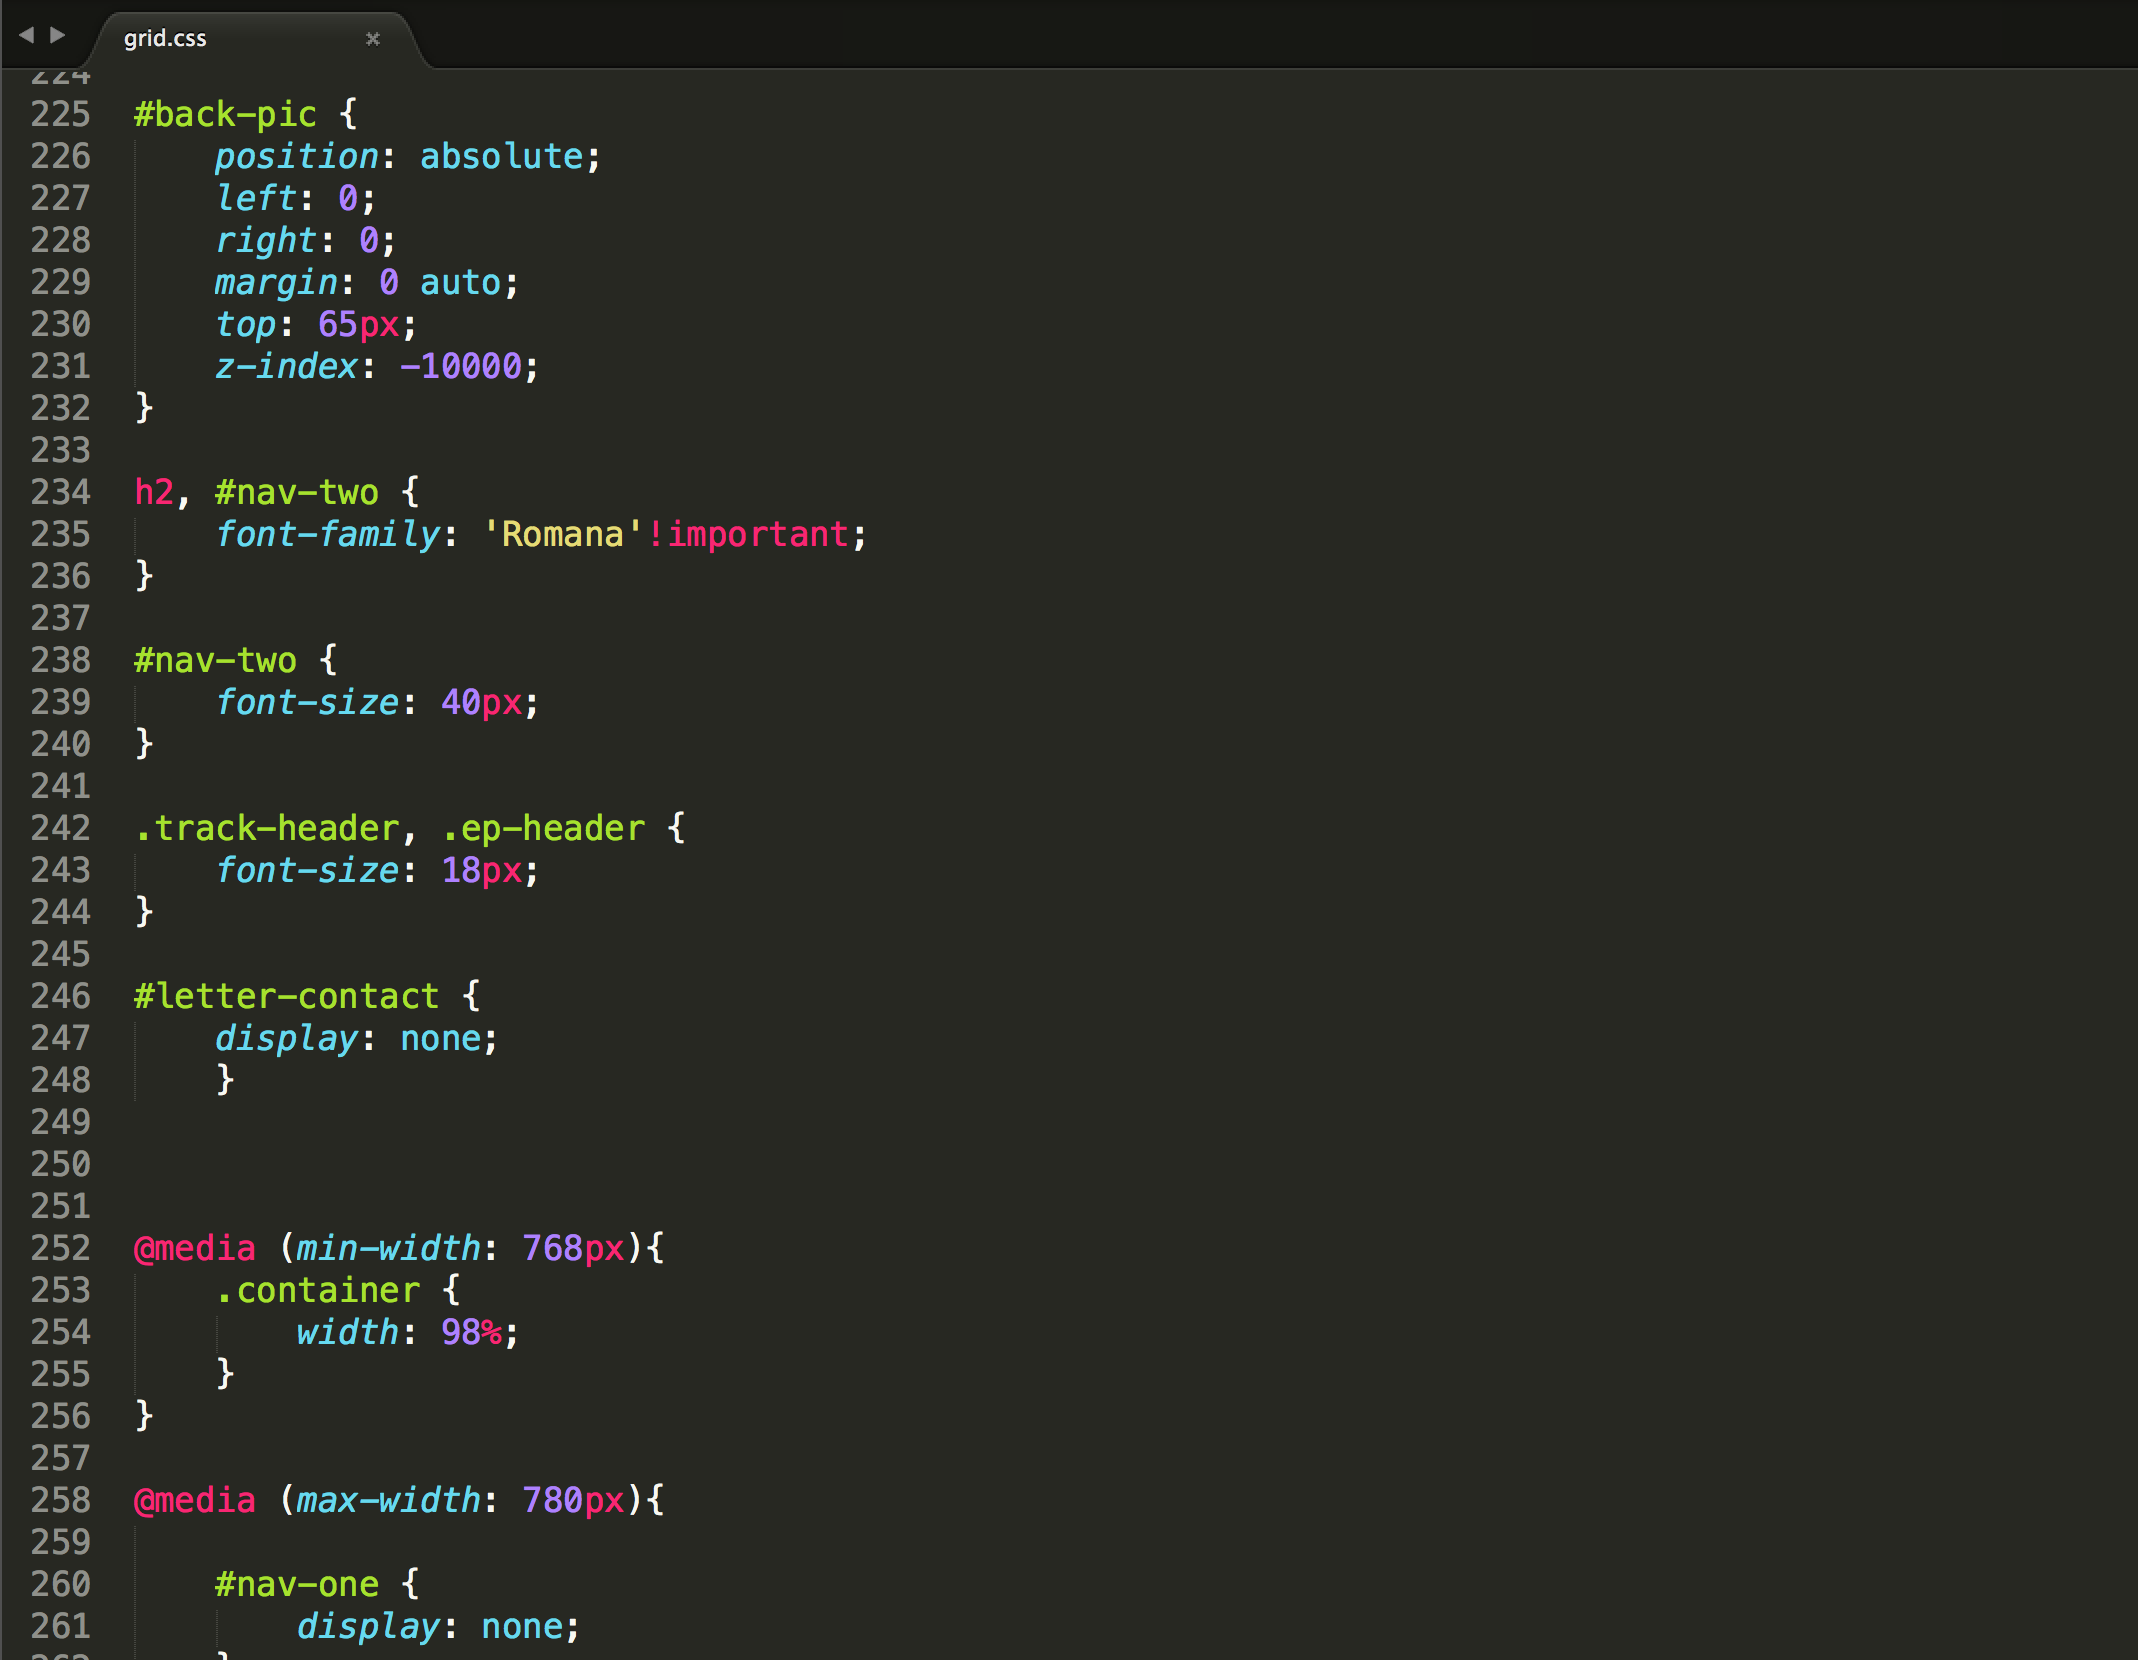 grid.css
224
225 #back-pic {
226     position: absolute;
227     left: 0;
228     right: 0;
229     margin: 0 auto;
230     top: 65px;
231     z-index: -10000;
232 }
233
234 h2, #nav-two {
235     font-family: 'Romana'!important;
236 }
237
238 #nav-two {
239     font-size: 40px;
240 }
241
242 .track-header, .ep-header {
243     font-size: 18px;
244 }
245
246 #letter-contact {
247     display: none;
248     }
249
250
251
252 @media (min-width: 768px){
253     .container {
254         width: 98%;
255     }
256 }
257
258 @media (max-width: 780px){
259
260     #nav-one {
261         display: none;
262     }